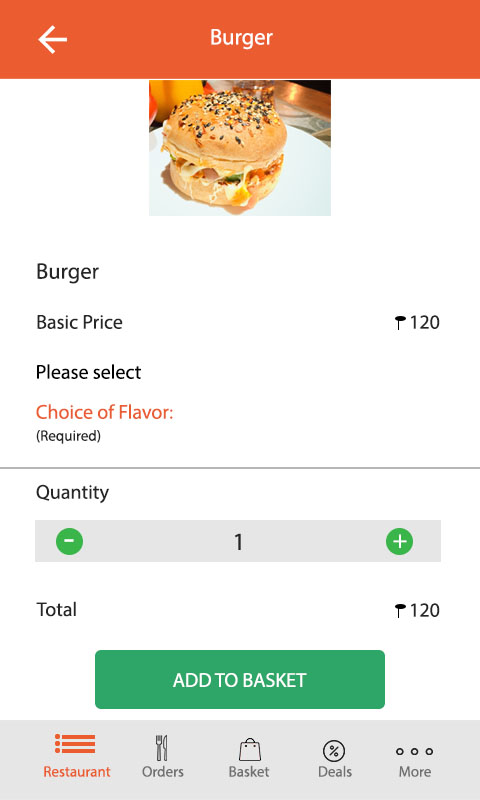 Burger
Burger
Basic Price 120
Please select
Choice of Flavor:
(Required)
Quantity
- 1 +
Total 120
ADD TO BASKET
Restaurant Orders Basket Deals More